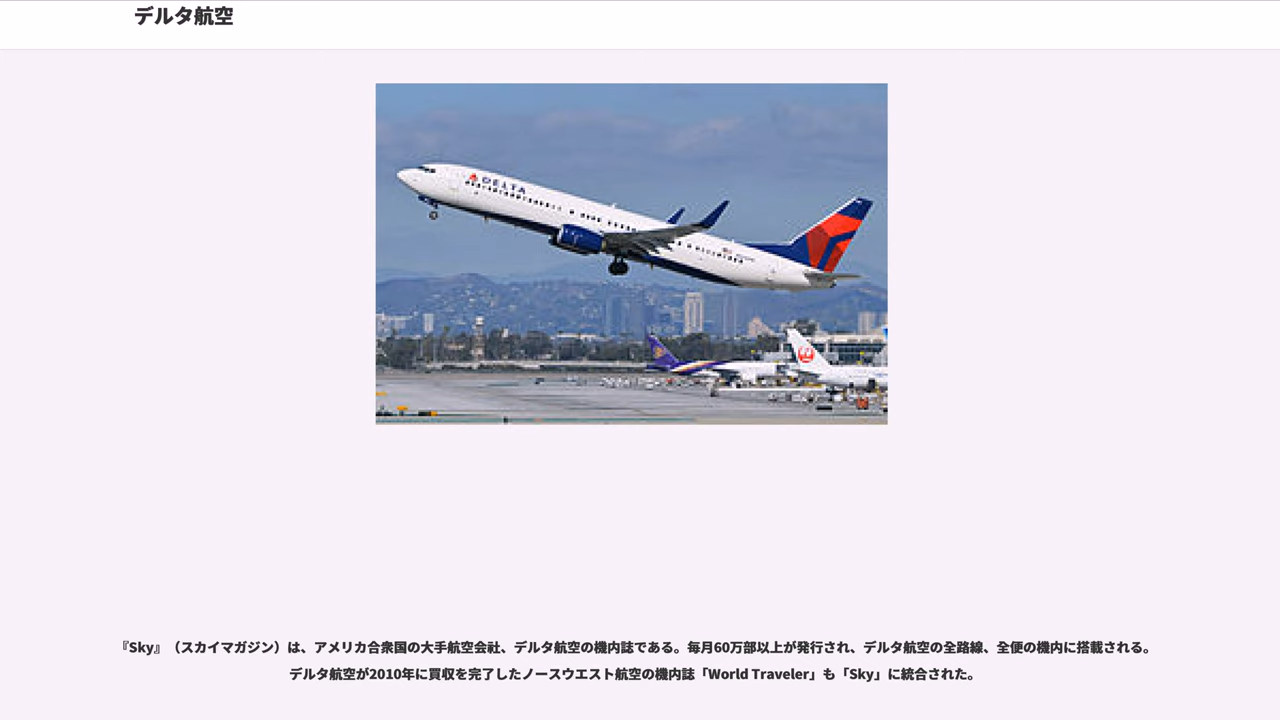 デルタ航空
DELTA
『Sky』（スカイマガジン）は、アメリカ合衆国の大手航空会社、デルタ航空の機内誌である。毎月60万部以上が発行され、デルタ航空の全路線、全便の機内に搭載される。
デルタ航空が2010年に買収を完了したノースウエスト航空の機内誌「World Traveler」も「Sky」に統合された。